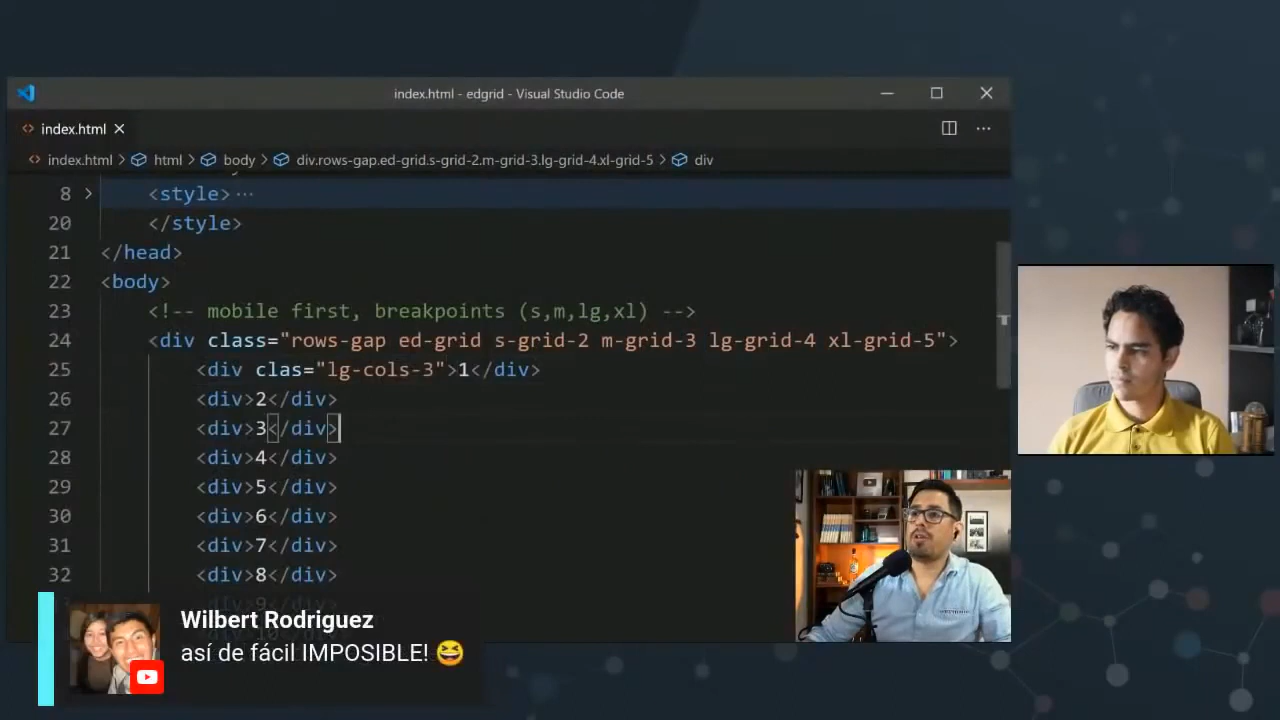 index.html - edgrid - Visual Studio Code
index.html
index.html > html > body > div.rows-gap.ed-grid.s-grid-2.m-grid-3.lg-grid-4.xl-grid-5 > div
8 > <style>···
20 </style>
21 </head>
22 <body>
23 <!-- mobile first, breakpoints (s,m,lg,xl) -->
24 <div class="rows-gap ed-grid s-grid-2 m-grid-3 lg-grid-4 xl-grid-5">
25 <div clas="lg-cols-3">1</div>
26 <div>2</div>
27 <div>3</div>
28 <div>4</div>
29 <div>5</div>
30 <div>6</div>
31 <div>7</div>
32 <div>8</div>
<div>9</div>
Wilbert Rodriguez
así de fácil IMPOSIBLE! 😆